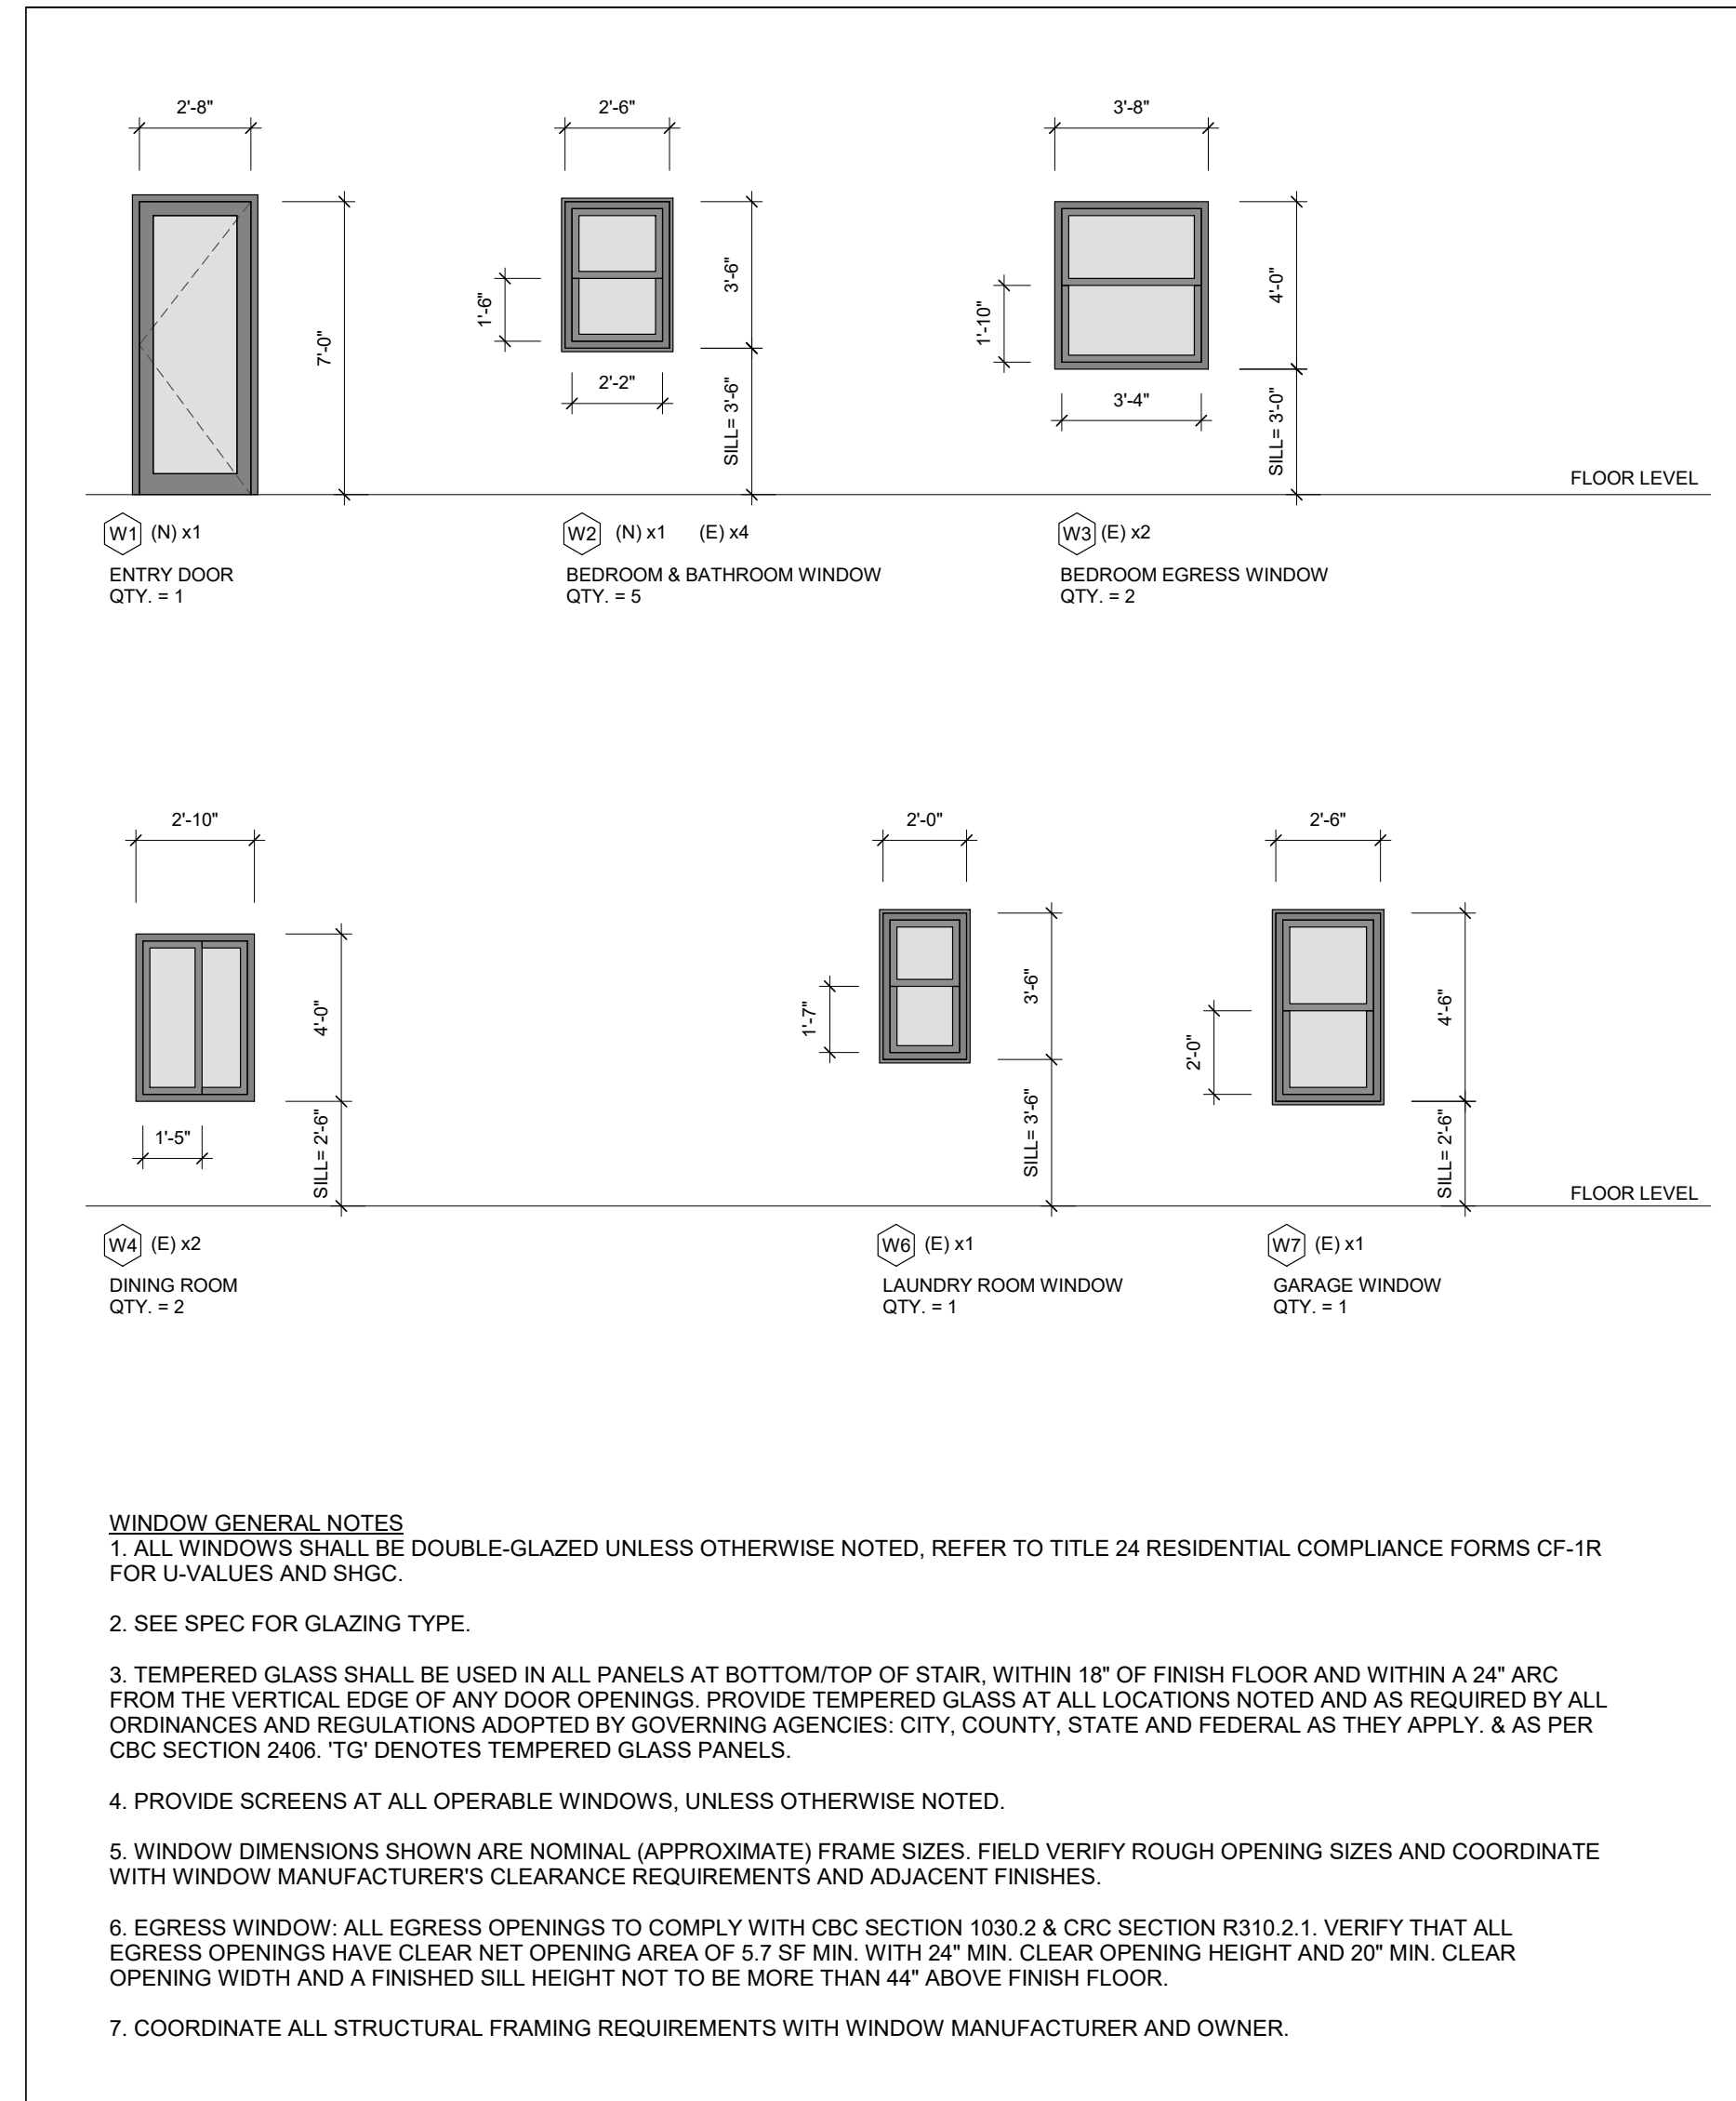 2'-8"
2'-6"
3'-8"
7'-0"
1'-6"
3'-6"
2'-2"
SILL= 3'-6"
1'-10"
4'-0"
3'-4"
SILL= 3'-0"
FLOOR LEVEL
W1 (N) x1
ENTRY DOOR
QTY. = 1
W2 (N) x1 (E) x4
BEDROOM & BATHROOM WINDOW
QTY. = 5
W3 (E) x2
BEDROOM EGRESS WINDOW
QTY. = 2
2'-10"
2'-0"
2'-6"
4'-0"
1'-5"
SILL= 2'-6"
1'-7"
3'-6"
SILL= 3'-6"
2'-0"
4'-6"
SILL= 2'-6"
FLOOR LEVEL
W4 (E) x2
DINING ROOM
QTY. = 2
W6 (E) x1
LAUNDRY ROOM WINDOW
QTY. = 1
W7 (E) x1
GARAGE WINDOW
QTY. = 1
WINDOW GENERAL NOTES
1. ALL WINDOWS SHALL BE DOUBLE-GLAZED UNLESS OTHERWISE NOTED, REFER TO TITLE 24 RESIDENTIAL COMPLIANCE FORMS CF-1R
FOR U-VALUES AND SHGC.
2. SEE SPEC FOR GLAZING TYPE.
3. TEMPERED GLASS SHALL BE USED IN ALL PANELS AT BOTTOM/TOP OF STAIR, WITHIN 18" OF FINISH FLOOR AND WITHIN A 24" ARC
FROM THE VERTICAL EDGE OF ANY DOOR OPENINGS. PROVIDE TEMPERED GLASS AT ALL LOCATIONS NOTED AND AS REQUIRED BY ALL
ORDINANCES AND REGULATIONS ADOPTED BY GOVERNING AGENCIES: CITY, COUNTY, STATE AND FEDERAL AS THEY APPLY. & AS PER
CBC SECTION 2406. 'TG' DENOTES TEMPERED GLASS PANELS.
4. PROVIDE SCREENS AT ALL OPERABLE WINDOWS, UNLESS OTHERWISE NOTED.
5. WINDOW DIMENSIONS SHOWN ARE NOMINAL (APPROXIMATE) FRAME SIZES. FIELD VERIFY ROUGH OPENING SIZES AND COORDINATE
WITH WINDOW MANUFACTURER'S CLEARANCE REQUIREMENTS AND ADJACENT FINISHES.
6. EGRESS WINDOW: ALL EGRESS OPENINGS TO COMPLY WITH CBC SECTION 1030.2 & CRC SECTION R310.2.1. VERIFY THAT ALL
EGRESS OPENINGS HAVE CLEAR NET OPENING AREA OF 5.7 SF MIN. WITH 24" MIN. CLEAR OPENING HEIGHT AND 20" MIN. CLEAR
OPENING WIDTH AND A FINISHED SILL HEIGHT NOT TO BE MORE THAN 44" ABOVE FINISH FLOOR.
7. COORDINATE ALL STRUCTURAL FRAMING REQUIREMENTS WITH WINDOW MANUFACTURER AND OWNER.